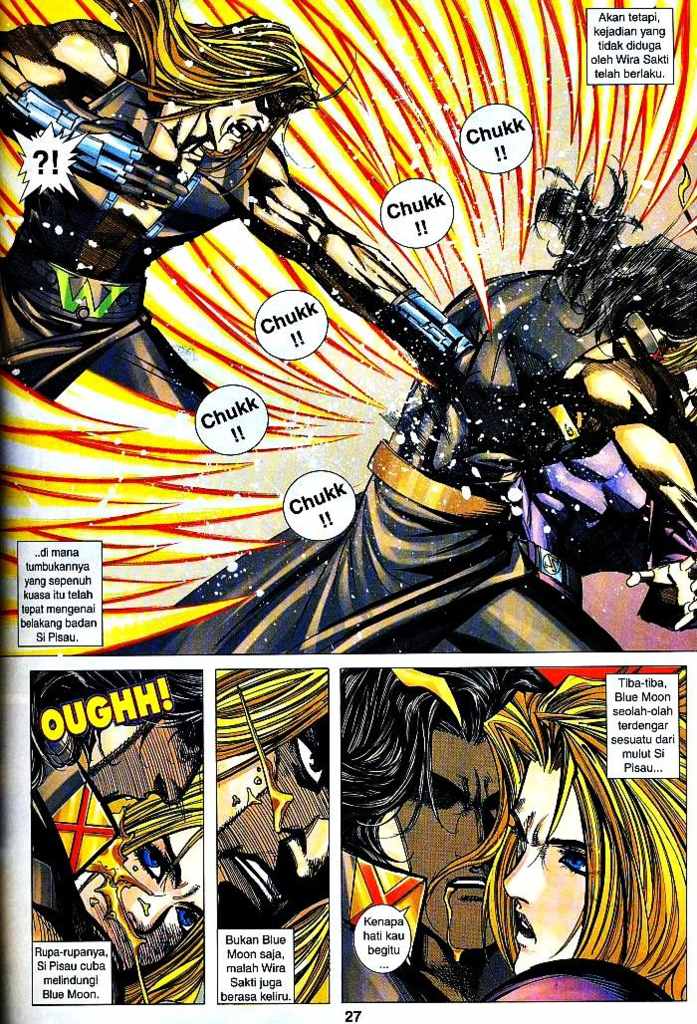 Akan tetapi,
kejadian yang
tidak diduga
oleh Wira Sakti
telah berlaku.
?!
Chukk
!!
Chukk
!!
Chukk
!!
Chukk
!!
Chukk
!!
W
..di mana
tumbukannya
yang sepenuh
kuasa itu telah
tepat mengenai
belakang badan
Si Pisau.
OUGHH!
Rupa-rupanya,
Si Pisau cuba
melindungi
Blue Moon.
Bukan Blue
Moon saja,
malah Wira
Sakti juga
berasa keliru.
Tiba-tiba,
Blue Moon
seolah-olah
terdengar
sesuatu dari
mulut Si
Pisau...
Kenapa
hati kau
begitu
...
27